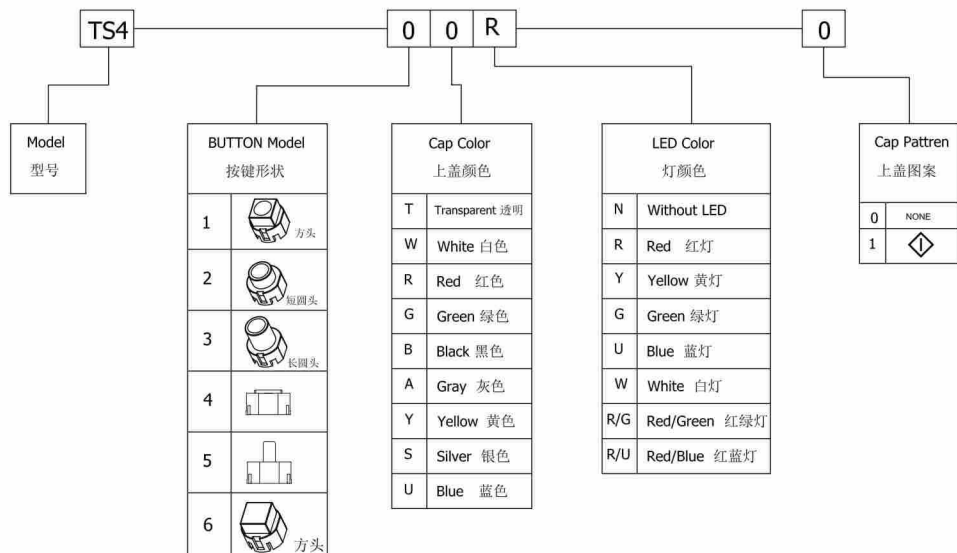 TS4 0 0 R 0
Model
型号
BUTTON Model
按键形状
1 方头
2 短圆头
3 长圆头
4
5
6 方头
Cap Color
上盖颜色
T Transparent 透明
W White 白色
R Red 红色
G Green 绿色
B Black 黑色
A Gray 灰色
Y Yellow 黄色
S Silver 银色
U Blue 蓝色
LED Color
灯颜色
N Without LED
R Red 红灯
Y Yellow 黄灯
G Green 绿灯
U Blue 蓝灯
W White 白灯
R/G Red/Green 红绿灯
R/U Red/Blue 红蓝灯
Cap Pattren
上盖图案
0 NONE
1